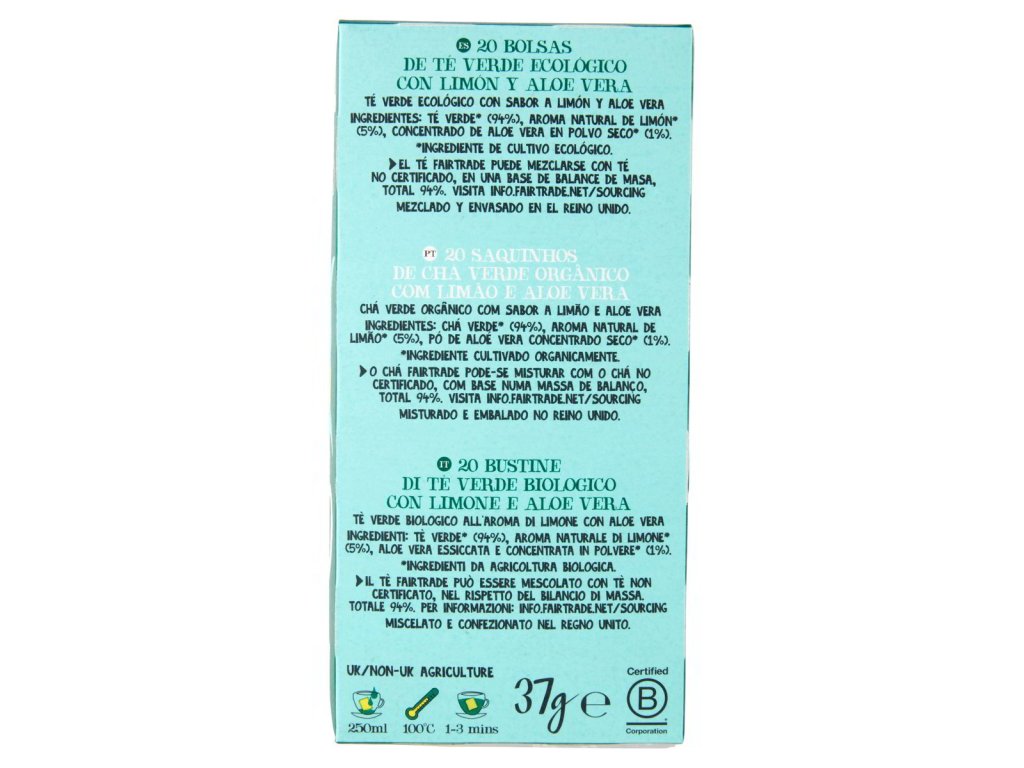 ES 20 BOLSAS
DE TÉ VERDE ECOLÓGICO
CON LIMÓN Y ALOE VERA
TÉ VERDE ECOLÓGICO CON SABOR A LIMÓN Y ALOE VERA
INGREDIENTES: TÉ VERDE* (94%), AROMA NATURAL DE LIMÓN*
(5%), CONCENTRADO DE ALOE VERA EN POLVO SECO* (1%).
*INGREDIENTE DE CULTIVO ECOLÓGICO.
EL TÉ FAIRTRADE PUEDE MEZCLARSE CON TÉ
NO CERTIFICADO, EN UNA BASE DE BALANCE DE MASA,
TOTAL 94%. VISITA INFO.FAIRTRADE.NET/SOURCING
MEZCLADO Y ENVASADO EN EL REINO UNIDO.
PT 20 SAQUINHOS
DE CHÁ VERDE ORGÂNICO
COM LIMÃO E ALOE VERA
CHÁ VERDE ORGÂNICO COM SABOR A LIMÃO E ALOE VERA
INGREDIENTES: CHÁ VERDE* (94%), AROMA NATURAL DE
LIMÃO* (5%), PÓ DE ALOÉ VERA CONCENTRADO SECO* (1%).
*INGREDIENTE CULTIVADO ORGANICAMENTE.
O CHÁ FAIRTRADE PODE-SE MISTURAR COM O CHÁ NO
CERTIFICADO, COM BASE NUMA MASSA DE BALANÇO,
TOTAL 94%. VISITA INFO.FAIRTRADE.NET/SOURCING
MISTURADO E EMBALADO NO REINO UNIDO.
IT 20 BUSTINE
DI TÈ VERDE BIOLOGICO
CON LIMONE E ALOE VERA
TÈ VERDE BIOLOGICO ALL'AROMA DI LIMONE CON ALOE VERA
INGREDIENTI: TÈ VERDE* (94%), AROMA NATURALE DI LIMONE*
(5%), ALOE VERA ESSICCATA E CONCENTRATA IN POLVERE* (1%).
*INGREDIENTI DA AGRICOLTURA BIOLOGICA.
IL TÈ FAIRTRADE PUÒ ESSERE MESCOLATO CON TÈ NON
CERTIFICATO, NEL RISPETTO DEL BILANCIO DI MASSA.
TOTALE 94%. PER INFORMAZIONI: INFO.FAIRTRADE.NET/SOURCING
MISCELATO E CONFEZIONATO NEL REGNO UNITO.
UK/NON-UK AGRICULTURE
250ml 100°C 1-3 mins
37g e
Certified
B
Corporation